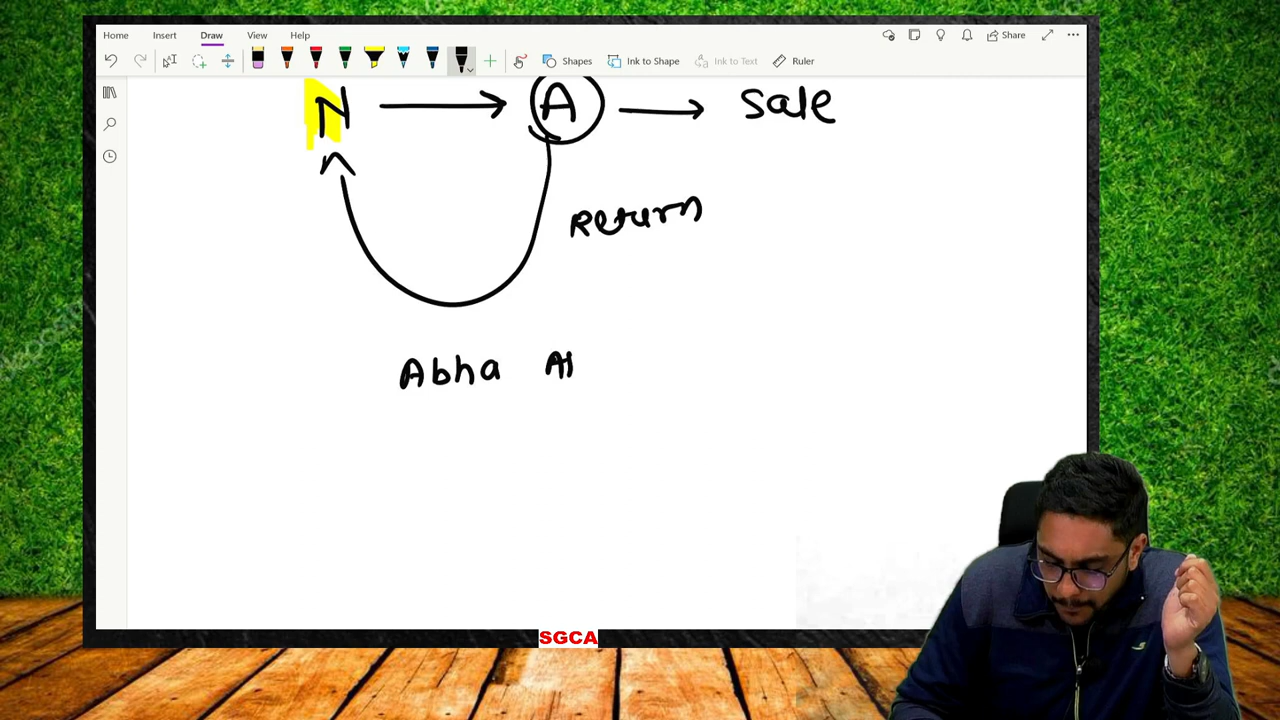 Home Insert Draw View Help
Share
Shapes Ink to Shape Ink to Text Ruler
N A Sale
Return
Abha
SGCA